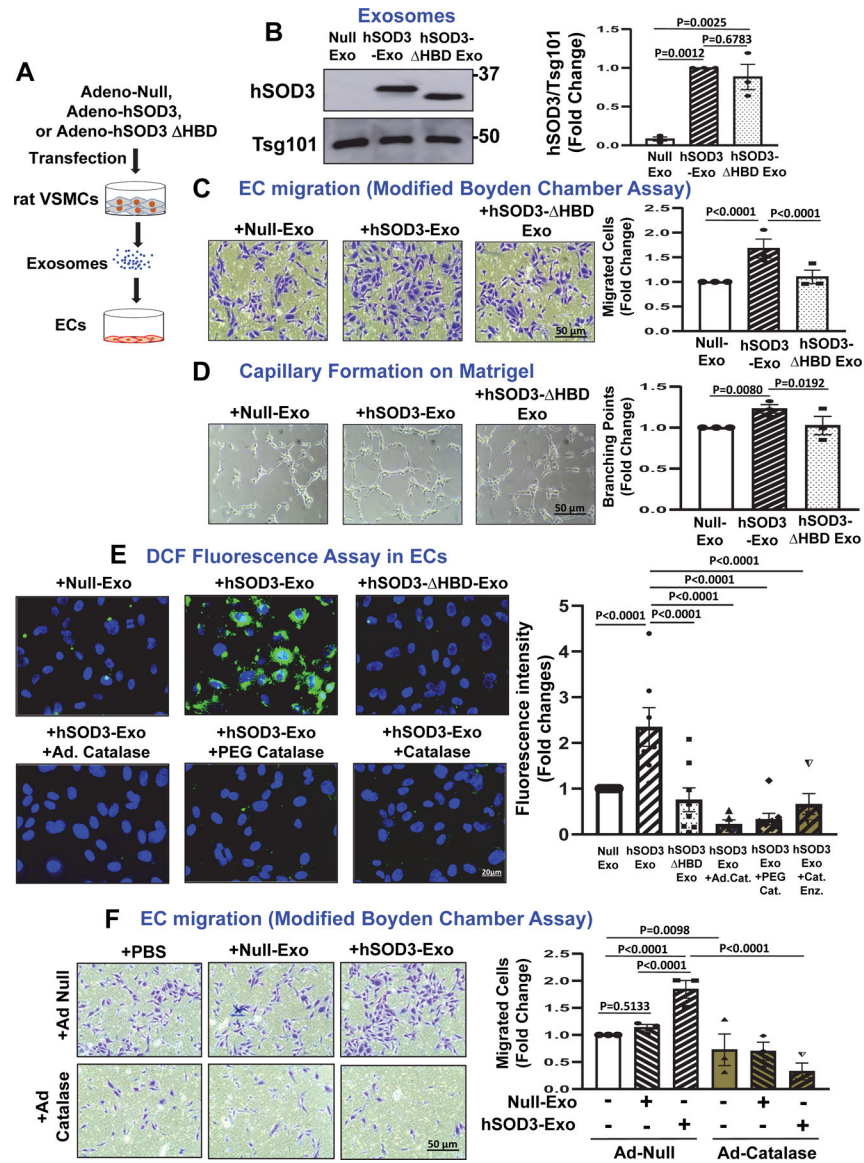 A
Adeno-Null,
Adeno-hSOD3,
or Adeno-hSOD3 ΔHBD
Transfection
rat VSMCs
Exosomes
ECs
B
Exosomes
Null
Exo
hSOD3
-Exo
hSOD3-
ΔHBD Exo
hSOD3
Tsg101
-37
-50
P=0.0025
P=0.6783
P=0.0012
hSOD3/Tsg101
(Fold Change)
1.5
1.0
0.5
0.0
Null
Exo
hSOD3
-Exo
hSOD3-
ΔHBD Exo
C
EC migration (Modified Boyden Chamber Assay)
+Null-Exo
+hSOD3-Exo
+hSOD3-ΔHBD
Exo
50 μm
P<0.0001
P<0.0001
Migrated Cells
(Fold Change)
2.5
2.0
1.5
1.0
0.0
Null-
Exo
hSOD3
-Exo
hSOD3-
ΔHBD Exo
D
Capillary Formation on Matrigel
+Null-Exo
+hSOD3-Exo
+hSOD3-ΔHBD
Exo
50 μm
P=0.0080
P=0.0192
Branching Points
(Fold Change)
1.5
1.0
0.5
0.0
Null-
Exo
hSOD3
-Exo
hSOD3-
ΔHBD Exo
E
DCF Fluorescence Assay in ECs
+Null-Exo
+hSOD3-Exo
+hSOD3-ΔHBD-Exo
+hSOD3-Exo
+Ad. Catalase
+hSOD3-Exo
+PEG Catalase
+hSOD3-Exo
+Catalase
20μm
P<0.0001
P<0.0001
P<0.0001
P<0.0001
P<0.0001
Fluorescence intensity
(Fold changes)
5
4
3
2
1
0
Null
Exo
hSOD3
Exo
hSOD3
ΔHBD
Exo
hSOD3
Exo
+Ad.Cat.
hSOD3
Exo
+PEG
Cat.
hSOD3
Exo
+Cat.
Enz.
F
EC migration (Modified Boyden Chamber Assay)
+PBS
+Null-Exo
+hSOD3-Exo
+Ad Null
+Ad
Catalase
50 μm
P=0.0098
P<0.0001
P<0.0001
P<0.0001
P=0.5133
Migrated Cells
(Fold Change)
2.5
2.0
1.5
1.0
0.5
0.0
Null-Exo - + - - + -
hSOD3-Exo - - + - - +
Ad-Null
Ad-Catalase